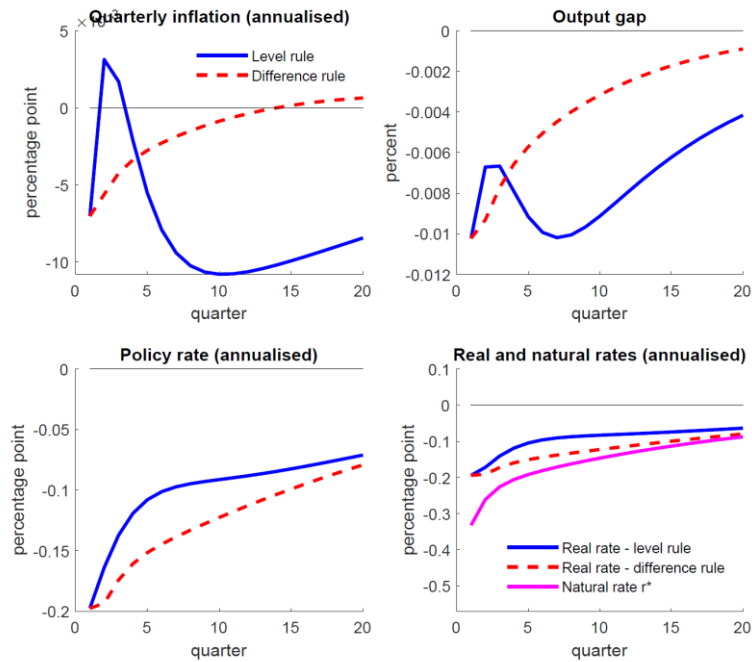 Quarterly inflation (annualised)
×10-3
5
0
-5
-10
0
5
10
15
20
percentage point
quarter
Level rule
Difference rule
Output gap
0
-0.002
-0.004
-0.006
-0.008
-0.01
-0.012
0
5
10
15
20
percent
quarter
Policy rate (annualised)
0
-0.05
-0.1
-0.15
-0.2
0
5
10
15
20
percentage point
quarter
Real and natural rates (annualised)
0.1
0
-0.1
-0.2
-0.3
-0.4
-0.5
0
5
10
15
20
percentage point
quarter
Real rate - level rule
Real rate - difference rule
Natural rate r*